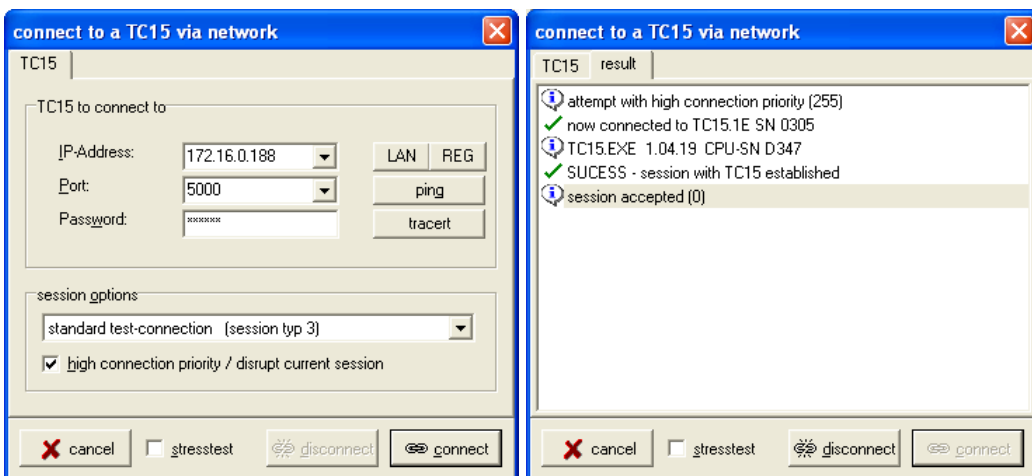 connect to a TC15 via network
TC15
TC15 to connect to
IP-Address: 172.16.0.188 LAN REG
Port: 5000 ping
Password: ****** tracert
session options
standard test-connection (session typ 3)
high connection priority / disrupt current session
cancel stresstest disconnect connect
connect to a TC15 via network
TC15 result
attempt with high connection priority (255)
now connected to TC15.1E SN 0305
TC15.EXE 1.04.19 CPU-SN D347
SUCESS - session with TC15 established
session accepted (0)
cancel stresstest disconnect connect